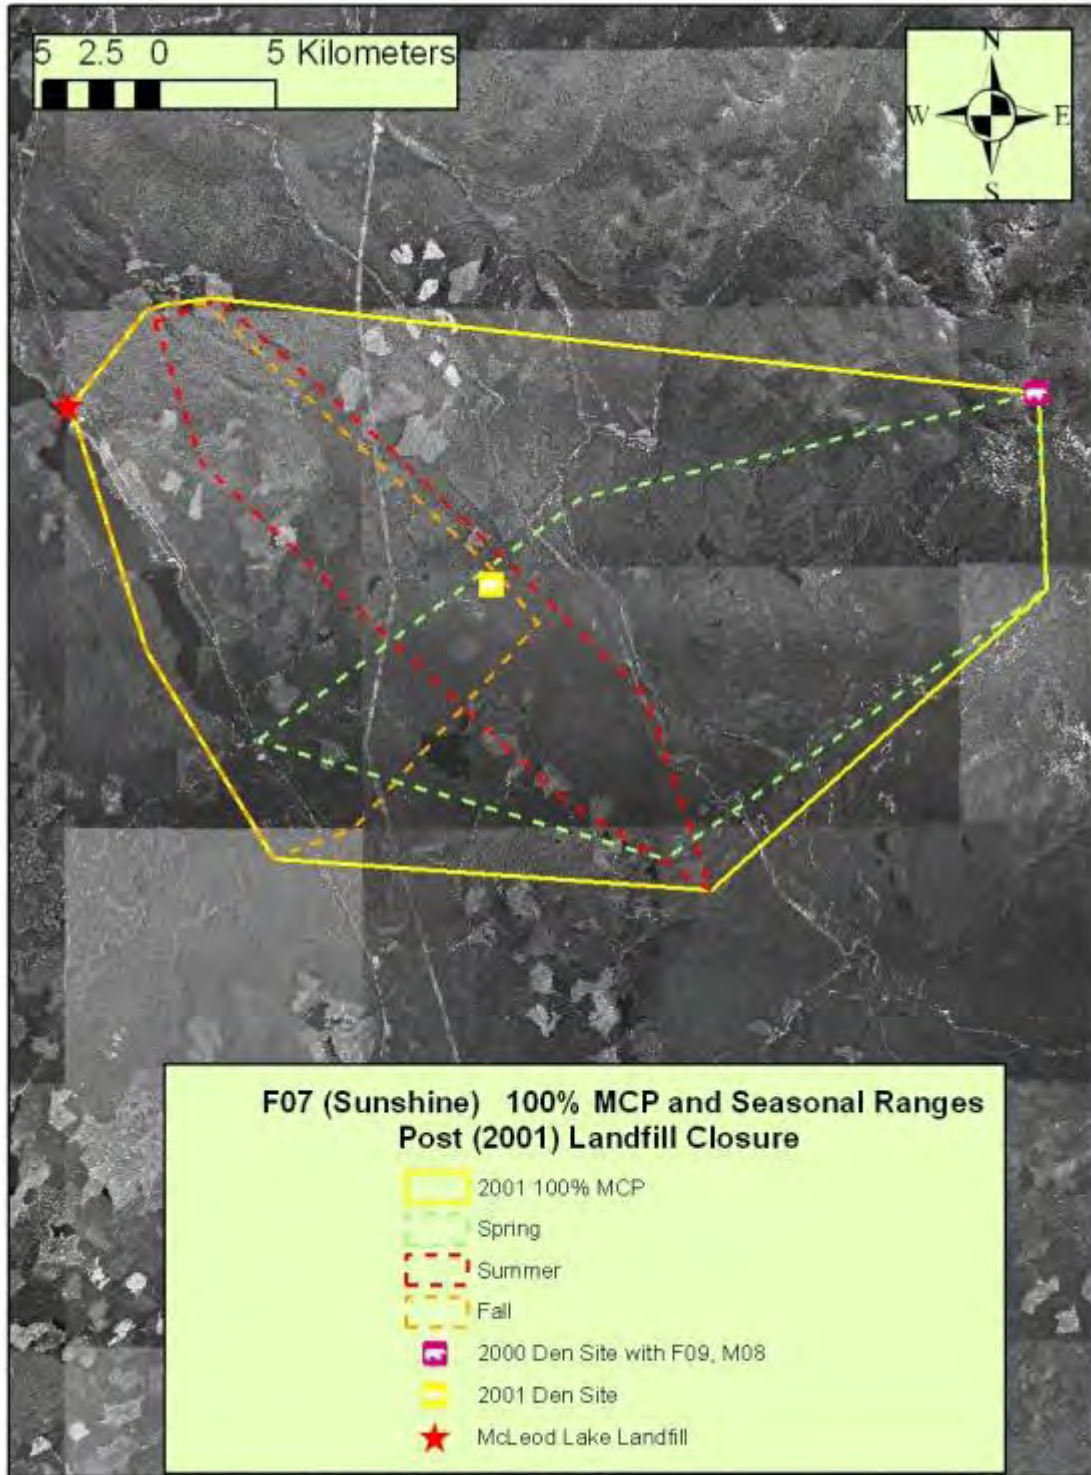 5 2.5 0 5 Kilometers
N
W E
S
F07 (Sunshine) 100% MCP and Seasonal Ranges
Post (2001) Landfill Closure
2001 100% MCP
Spring
Summer
Fall
2000 Den Site with F09, M08
2001 Den Site
McLeod Lake Landfill